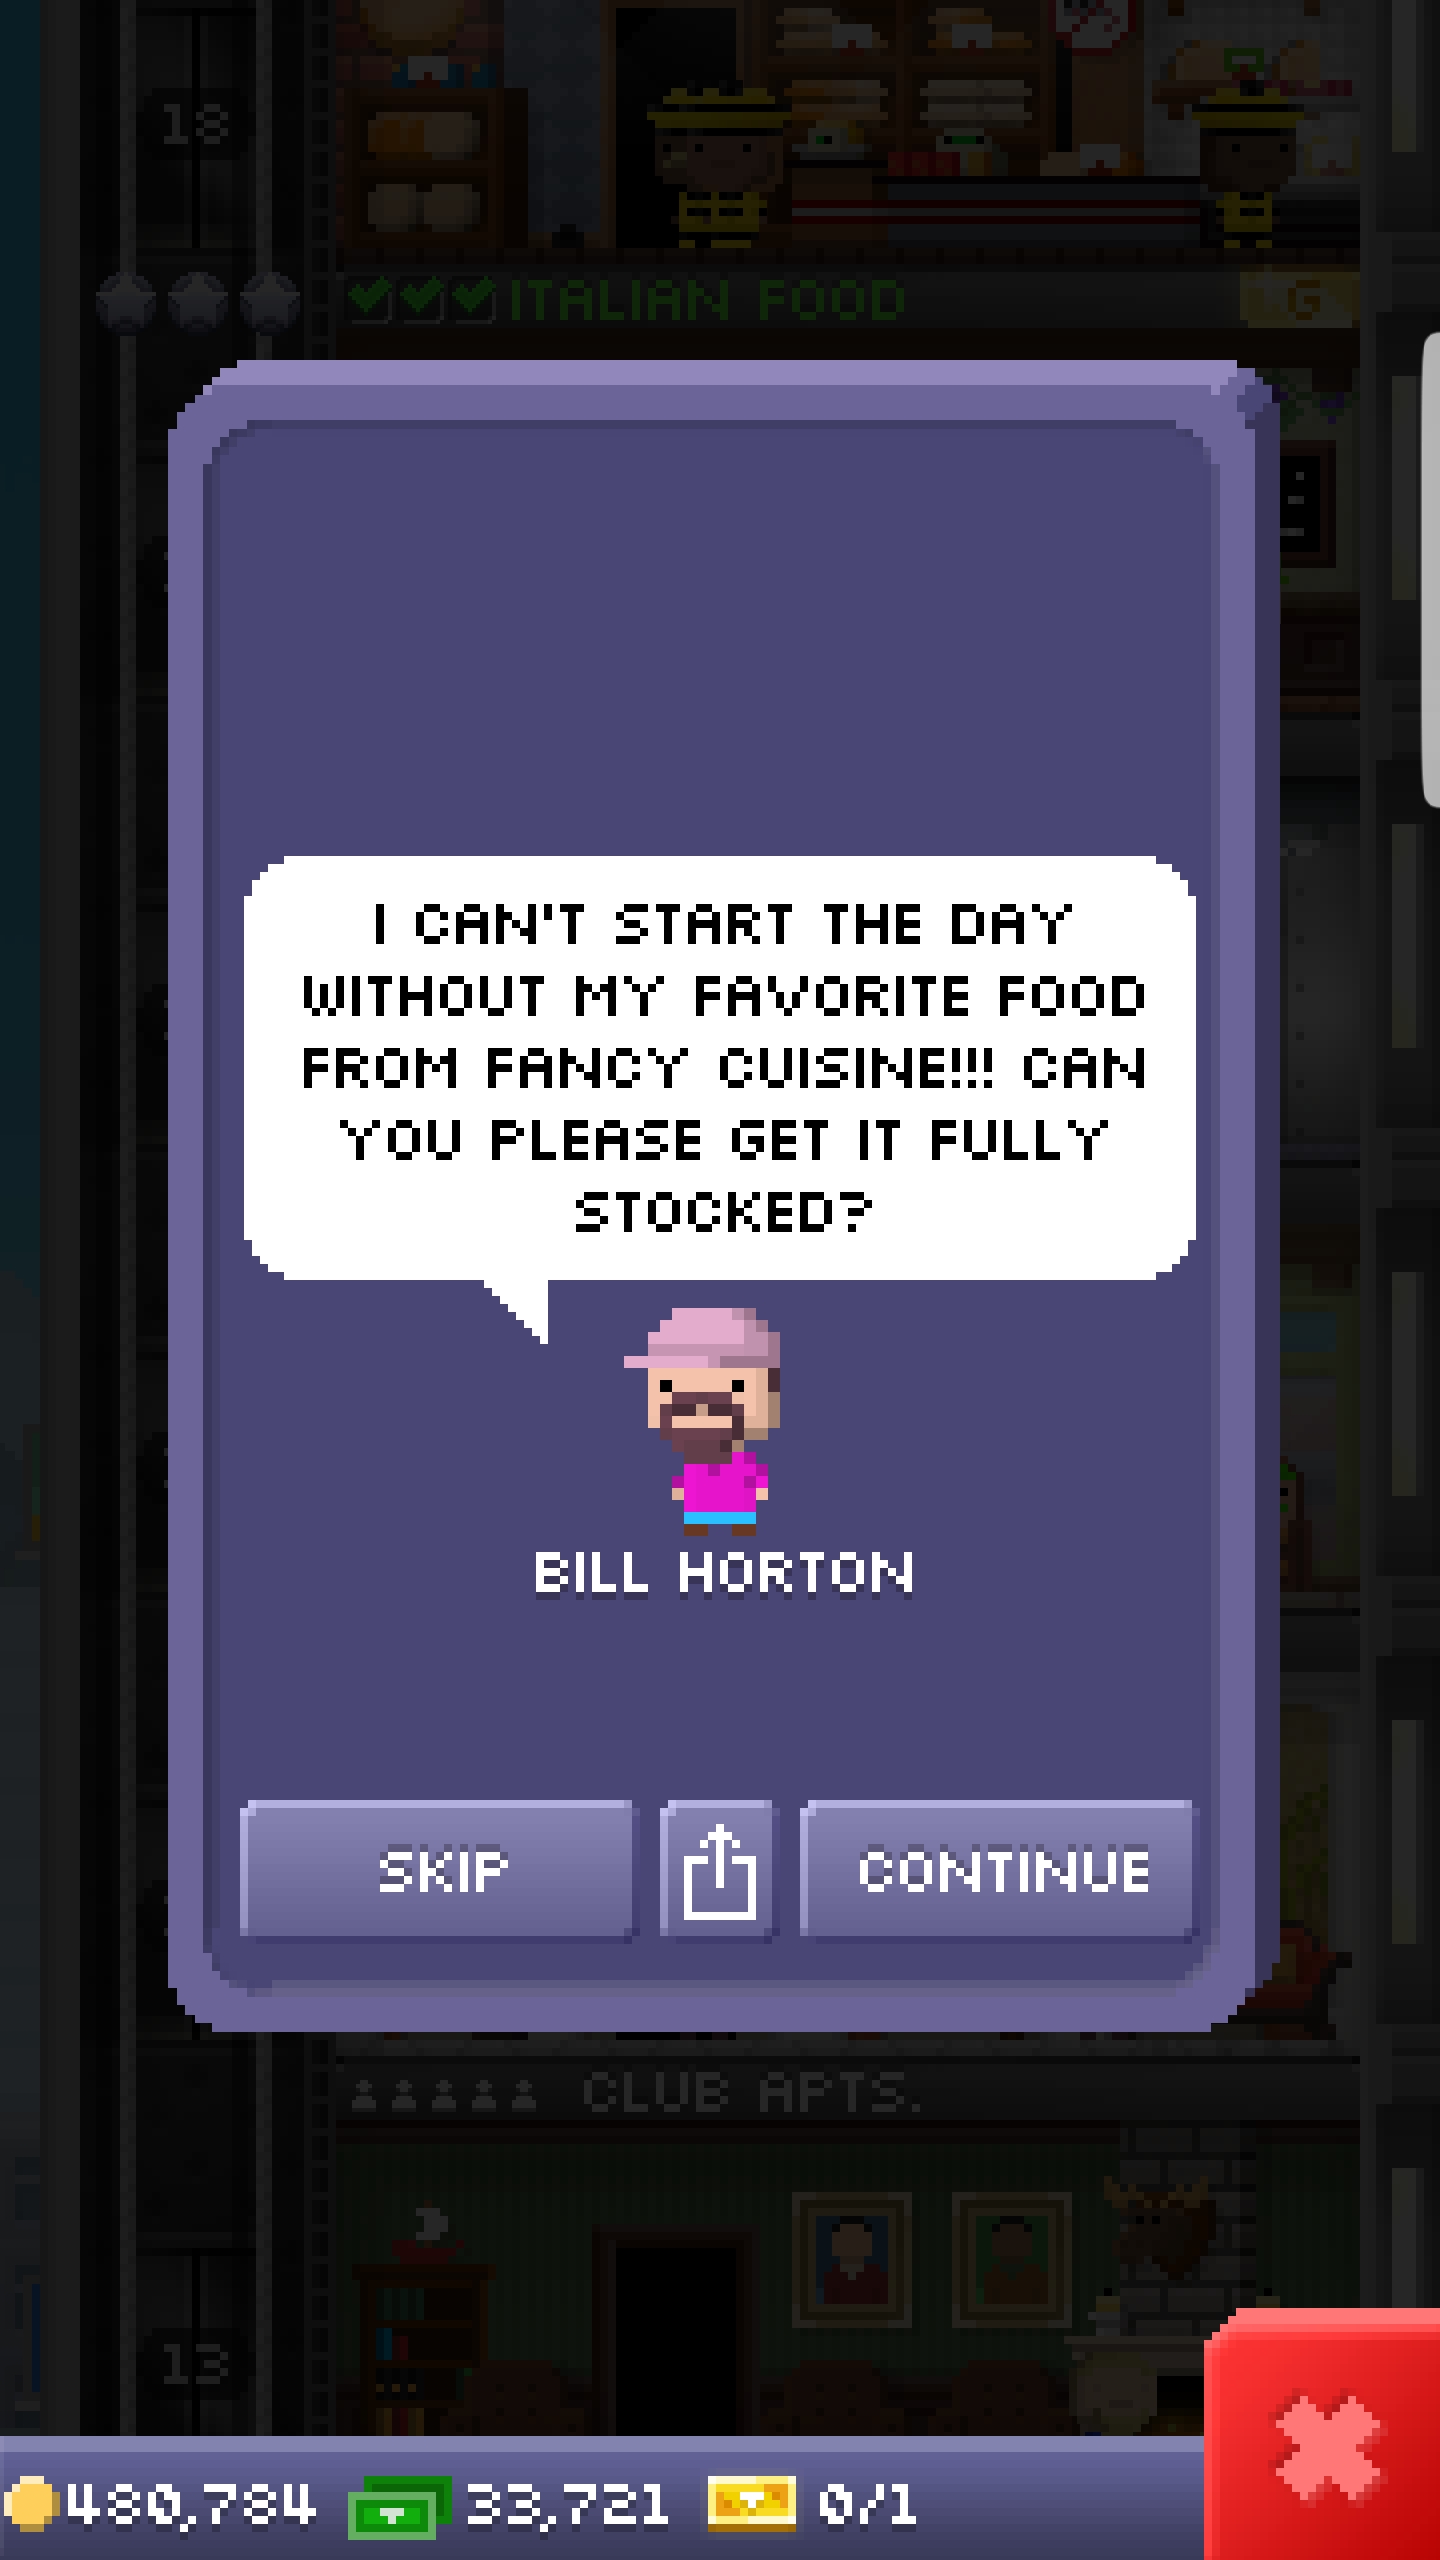 18
ITALIAN FOOD
G
I CAN'T START THE DAY
WITHOUT MY FAVORITE FOOD
FROM FANCY CUISINE!!! CAN
YOU PLEASE GET IT FULLY
STOCKED?
BILL HORTON
SKIP
CONTINUE
CLUB APTS.
13
480,784 33,721 0/1